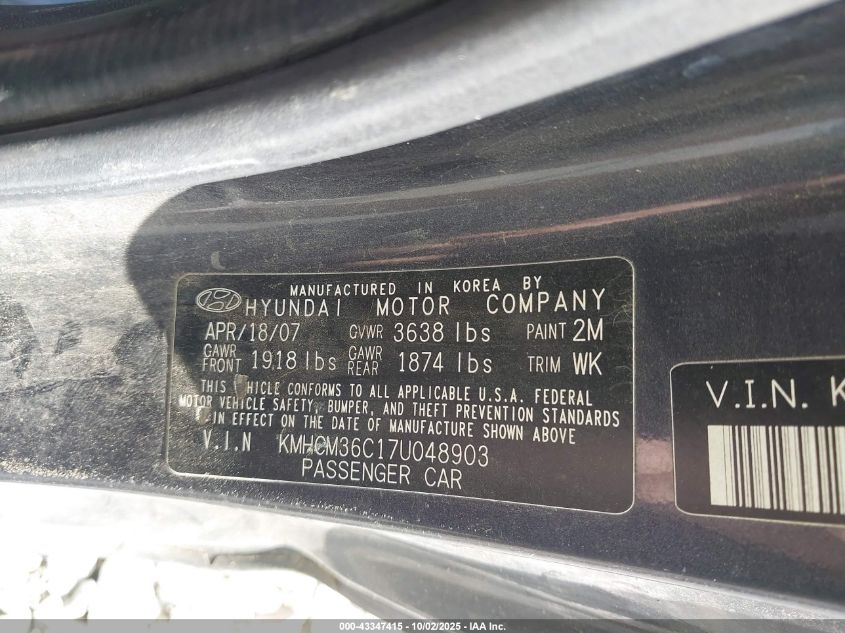 MANUFACTURED IN KOREA BY
HYUNDAI MOTOR COMPANY
APR/18/07 GVWR 3638 lbs PAINT 2M
GAWR FRONT 1918 lbs GAWR REAR 1874 lbs TRIM WK
THIS VEHICLE CONFORMS TO ALL APPLICABLE U.S.A. FEDERAL
MOTOR VEHICLE SAFETY, BUMPER, AND THEFT PREVENTION STANDARDS
IN EFFECT ON THE DATE OF MANUFACTURE SHOWN ABOVE
V.I.N KMHCM36C17U048903
PASSENGER CAR
V.I.N. K
000-43347415 - 10/02/2025 - IAA Inc.